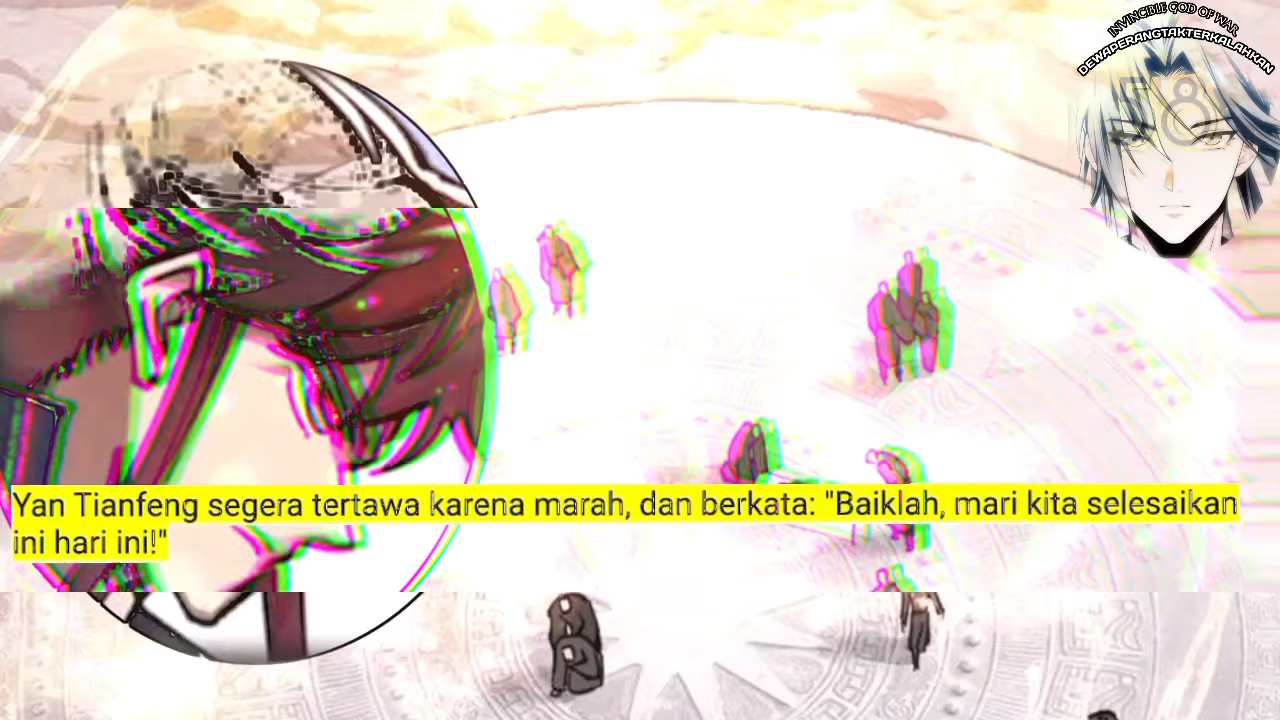 INVINCIBLE GOD OF WAR
DEWAPERANGTAKTERKALAHKAN
58
Yan Tianfeng segera tertawa karena marah, dan berkata: "Baiklah, mari kita selesaikan
ini hari ini!"